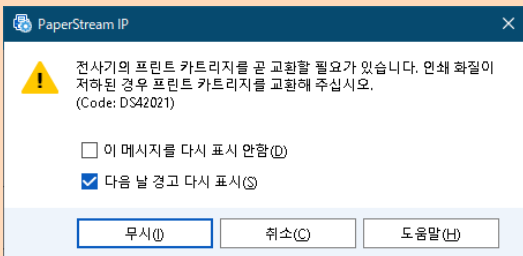 PaperStream IP
전사기의 프린트 카트리지를 곧 교환할 필요가 있습니다. 인쇄 화질이
저하된 경우 프린트 카트리지를 교환해 주십시오.
(Code: DS42021)
이 메시지를 다시 표시 안함(D)
다음 날 경고 다시 표시(S)
무시(I) 취소(C) 도움말(H)